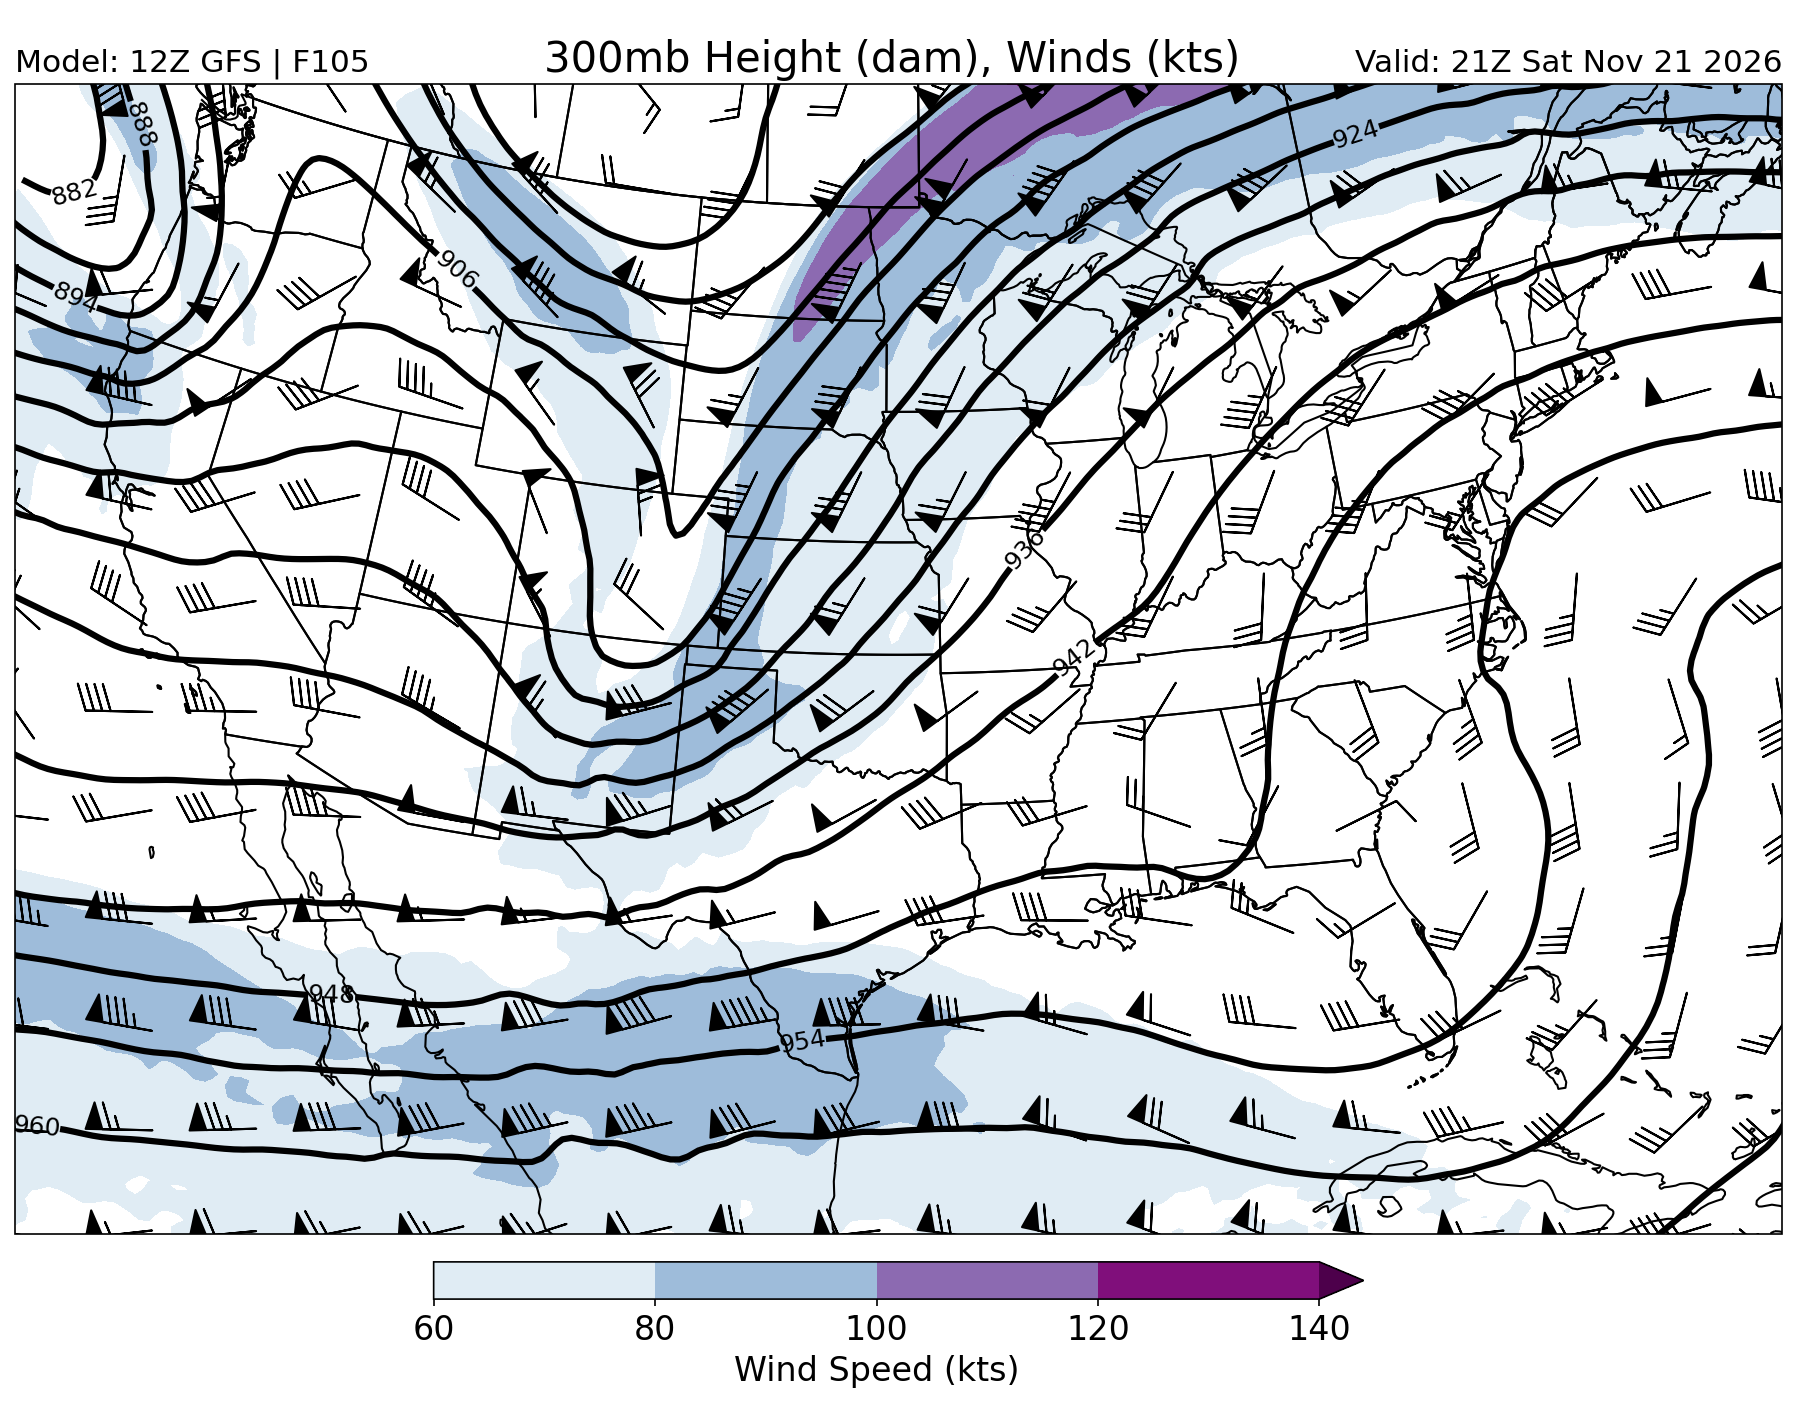 Model: 12Z GFS | F105
300mb Height (dam), Winds (kts)
Valid: 21Z Sat Nov 21 2026
888
882
924
906
894
936
942
948
954
960
60 80 100 120 140
Wind Speed (kts)